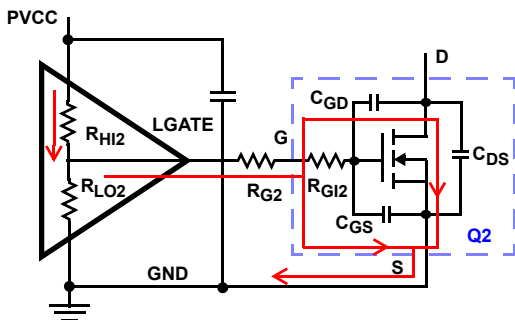 PVCC
D
CGD
RHI2
LGATE
G
CDS
RLO2
RG2
RGI2
CGS
Q2
GND
S